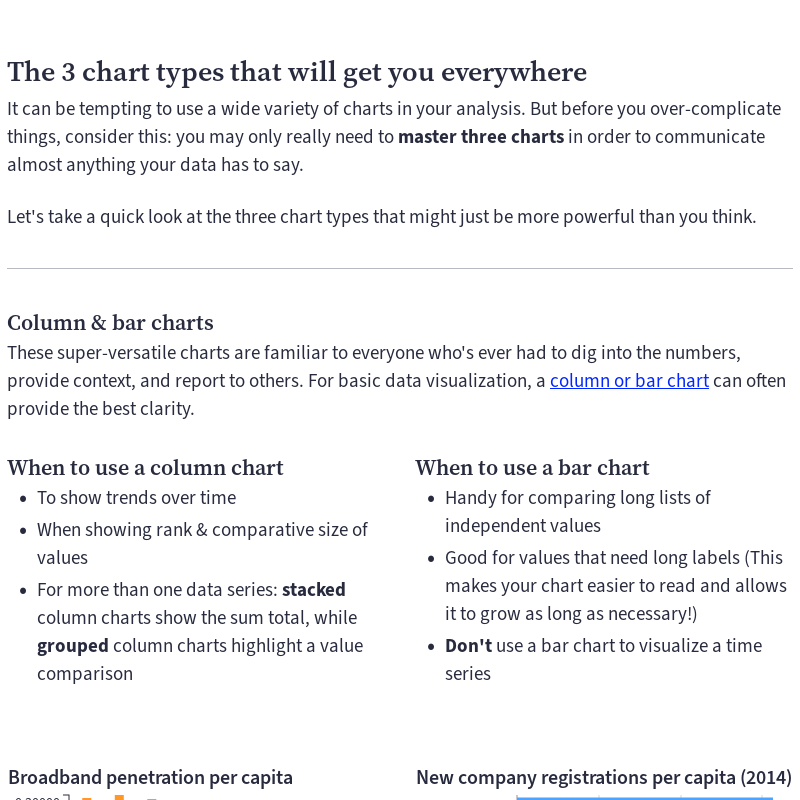 The 3 chart types that will get you everywhere
It can be tempting to use a wide variety of charts in your analysis. But before you over-complicate
things, consider this: you may only really need to master three charts in order to communicate
almost anything your data has to say.
Let's take a quick look at the three chart types that might just be more powerful than you think.
Column & bar charts
These super-versatile charts are familiar to everyone who's ever had to dig into the numbers,
provide context, and report to others. For basic data visualization, a column or bar chart can often
provide the best clarity.
When to use a column chart
• To show trends over time
• When showing rank & comparative size of
values
• For more than one data series: stacked
column charts show the sum total, while
grouped column charts highlight a value
comparison
When to use a bar chart
• Handy for comparing long lists of
independent values
• Good for values that need long labels (This
makes your chart easier to read and allows
it to grow as long as necessary!)
• Don't use a bar chart to visualize a time
series
Broadband penetration per capita
New company registrations per capita (2014)